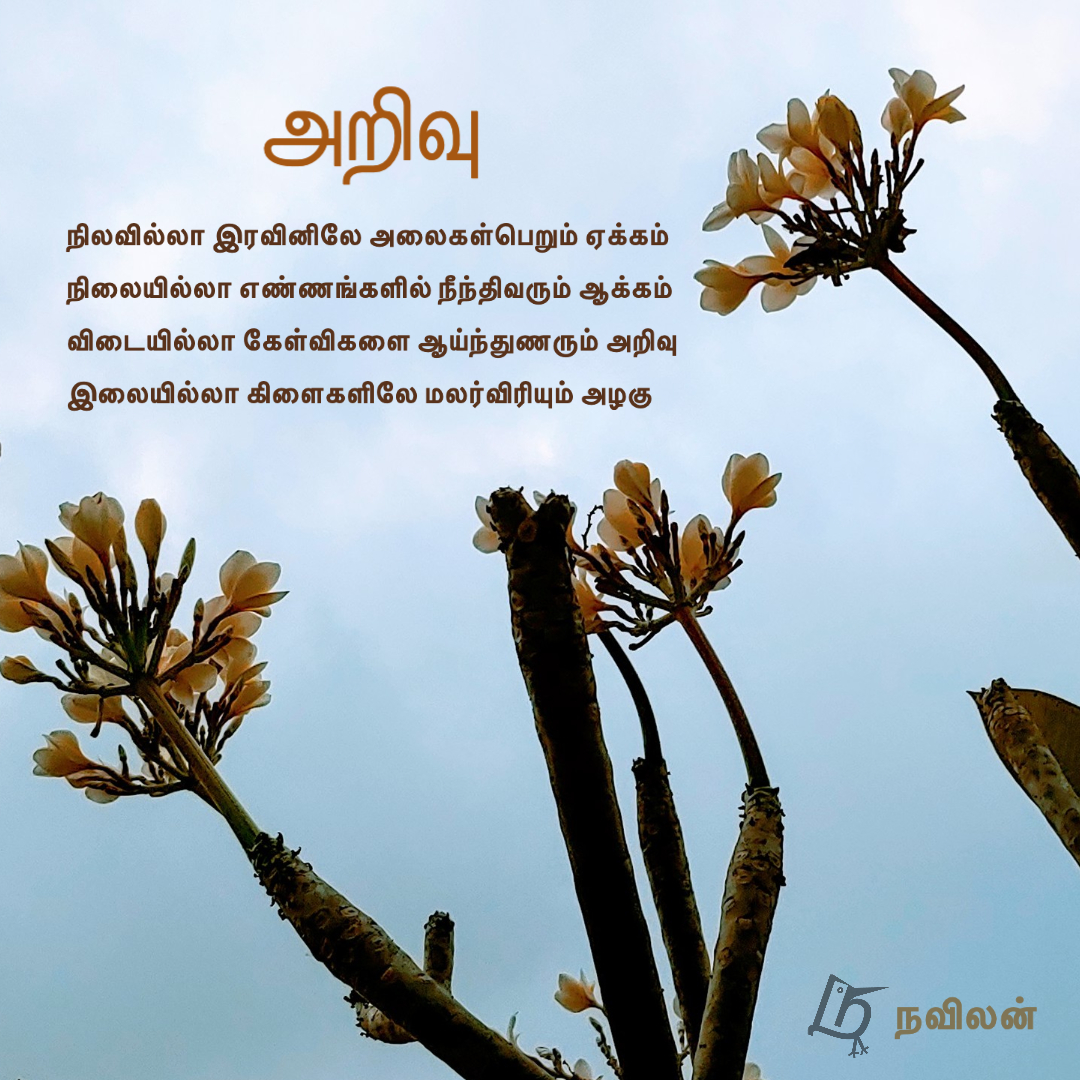 அறிவு
நிலவில்லா இரவினிலே அலைகள்பெறும் ஏக்கம்
நிலையில்லா எண்ணங்களில் நீந்திவரும் ஆக்கம்
விடையில்லா கேள்விகளை ஆய்ந்துணரும் அறிவு
இலையில்லா கிளைகளிலே மலர்விரியும் அழகு
நவிலன்